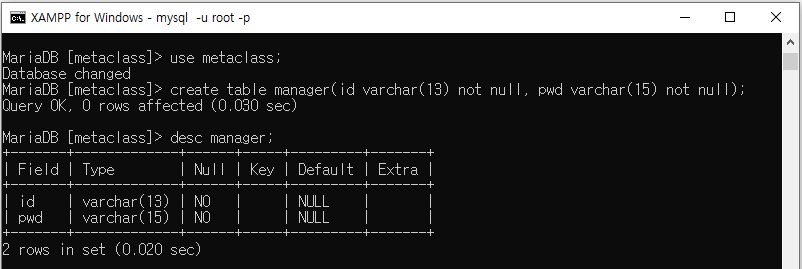 XAMPP for Windows - mysql -u root -p
MariaDB [metaclass]> use metaclass;
Database changed
MariaDB [metaclass]> create table manager(id varchar(13) not null, pwd varchar(15) not null);
Query OK, 0 rows affected (0.030 sec)
MariaDB [metaclass]> desc manager;
+-------+-------------+------+-----+---------+-------+
| Field | Type        | Null | Key | Default | Extra |
+-------+-------------+------+-----+---------+-------+
| id    | varchar(13) | NO   |     | NULL    |       |
| pwd   | varchar(15) | NO   |     | NULL    |       |
+-------+-------------+------+-----+---------+-------+
2 rows in set (0.020 sec)